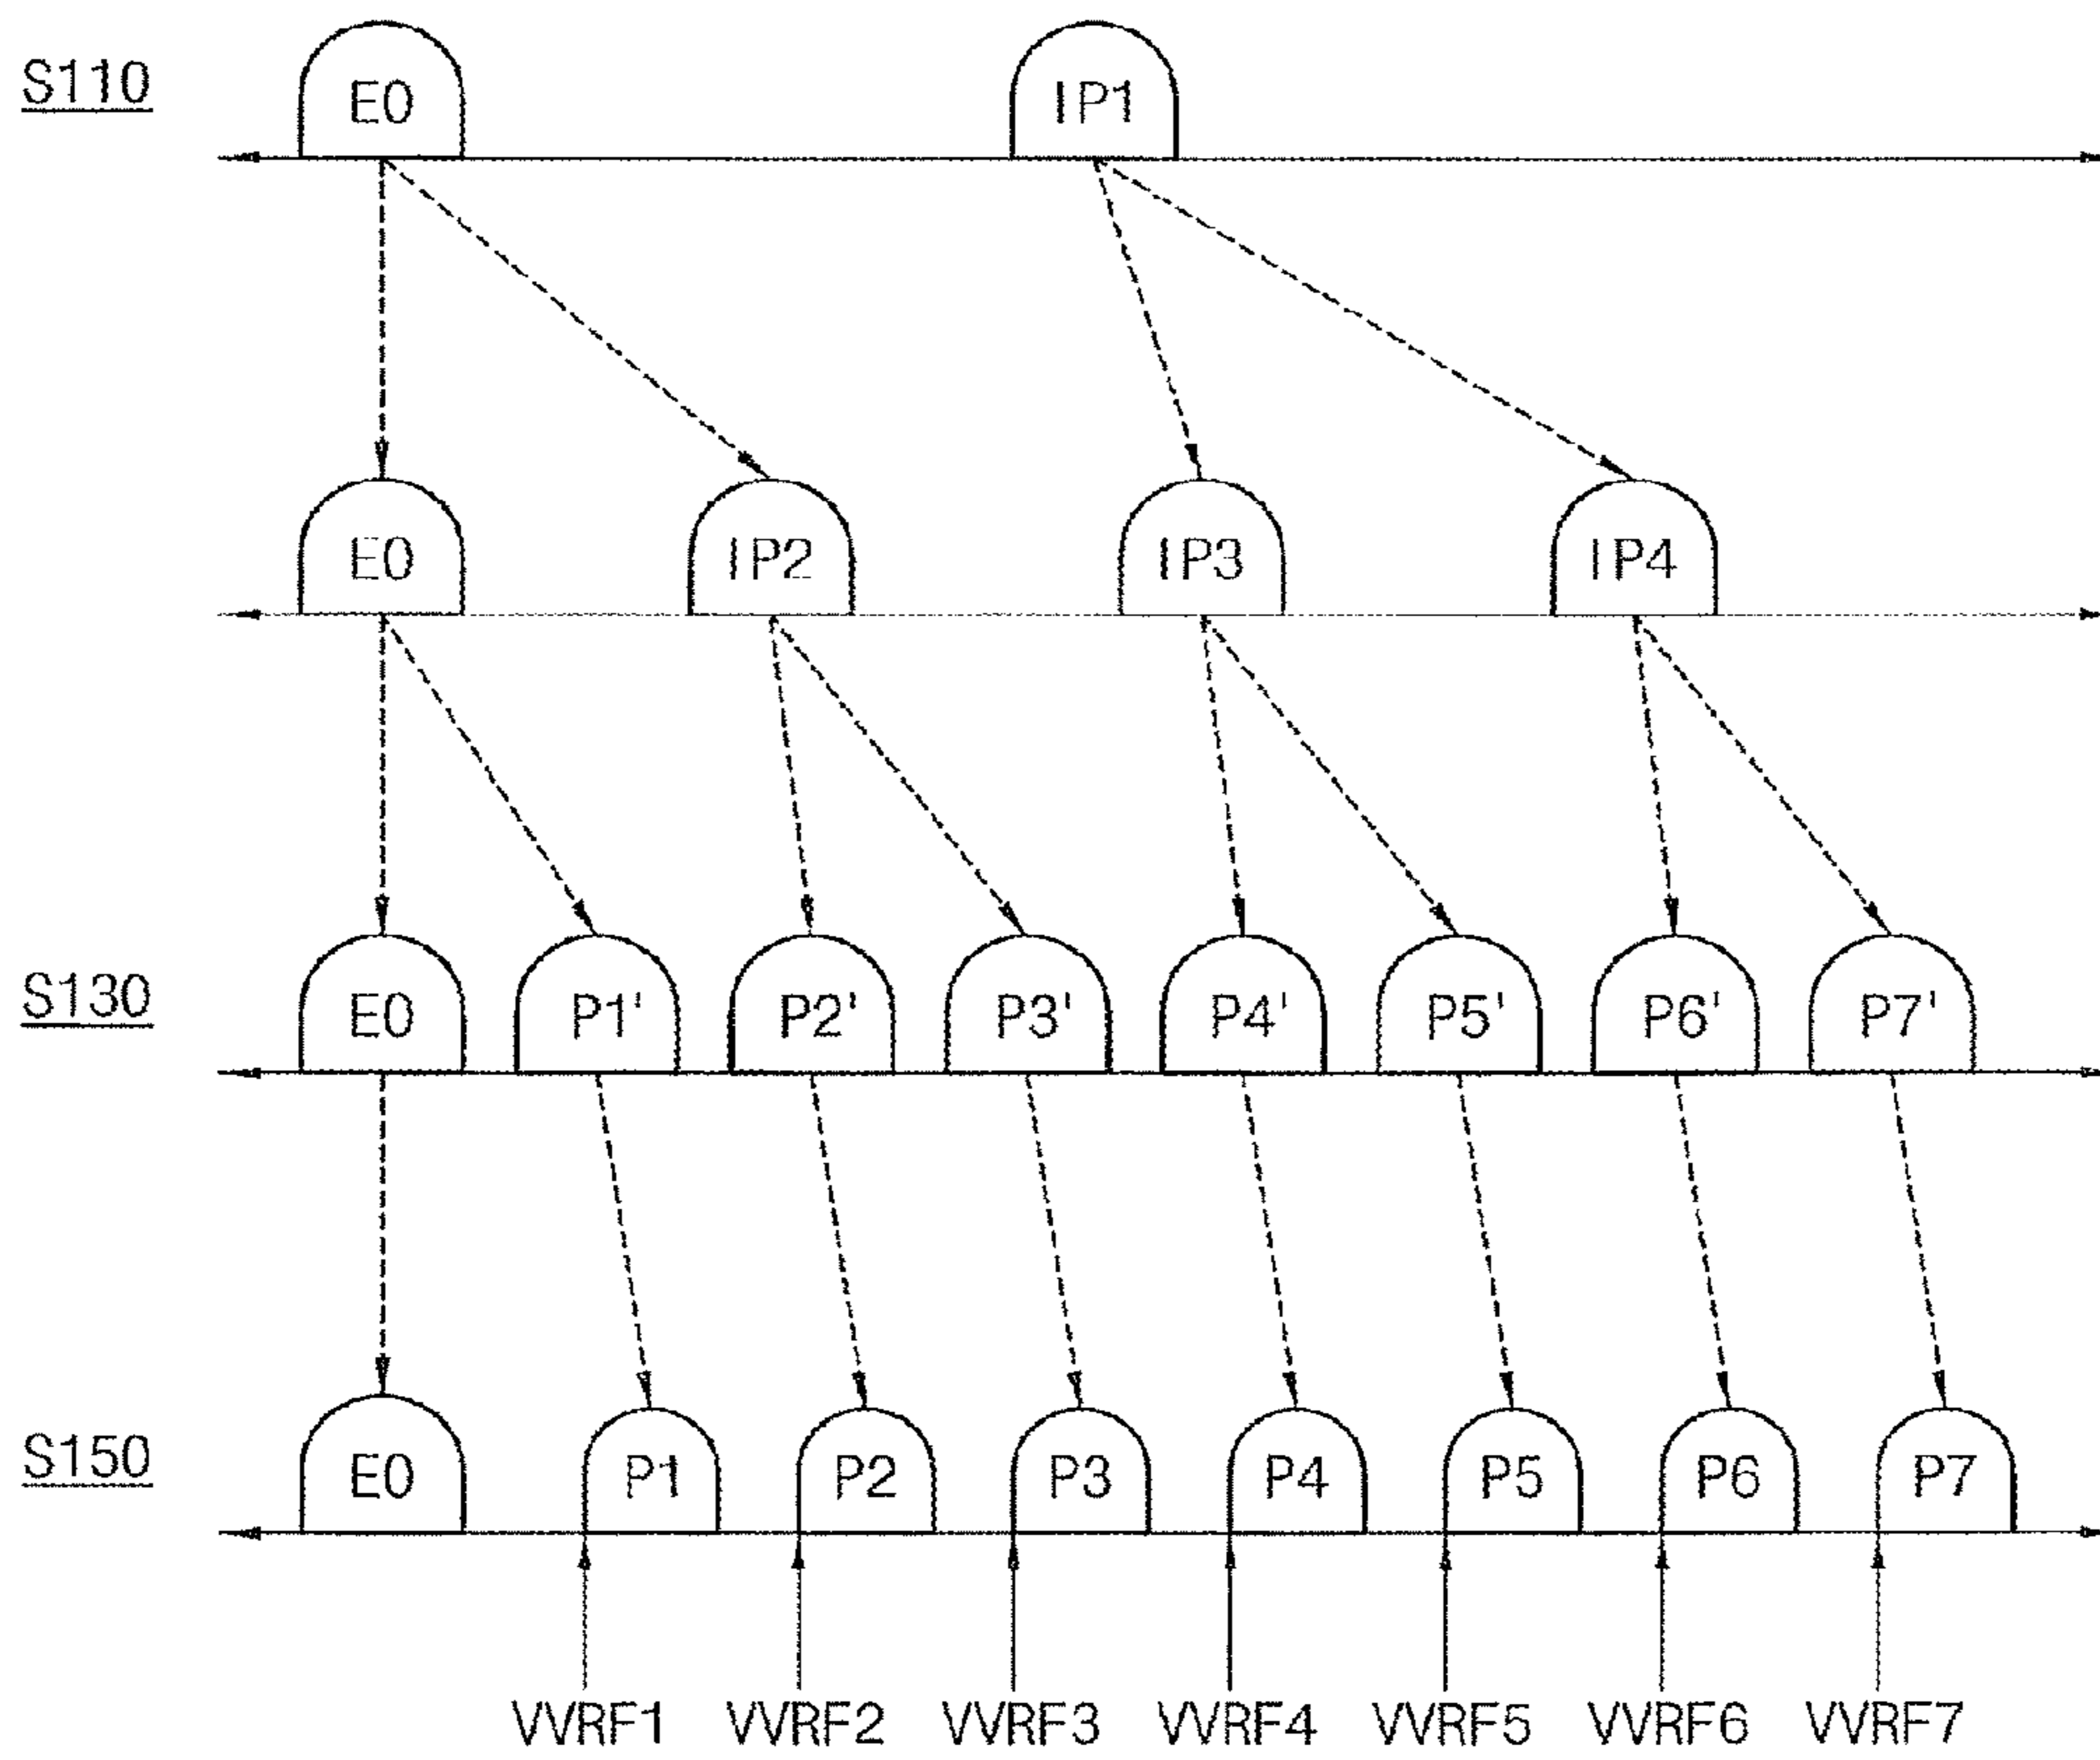 S110 E0 IP1
E0 IP2 IP3 IP4
S130 E0 P1' P2' P3' P4' P5' P6' P7'
S150 E0 P1 P2 P3 P4 P5 P6 P7
VVRF1 VVRF2 VVRF3 VVRF4 VVRF5 VVRF6 VVRF7